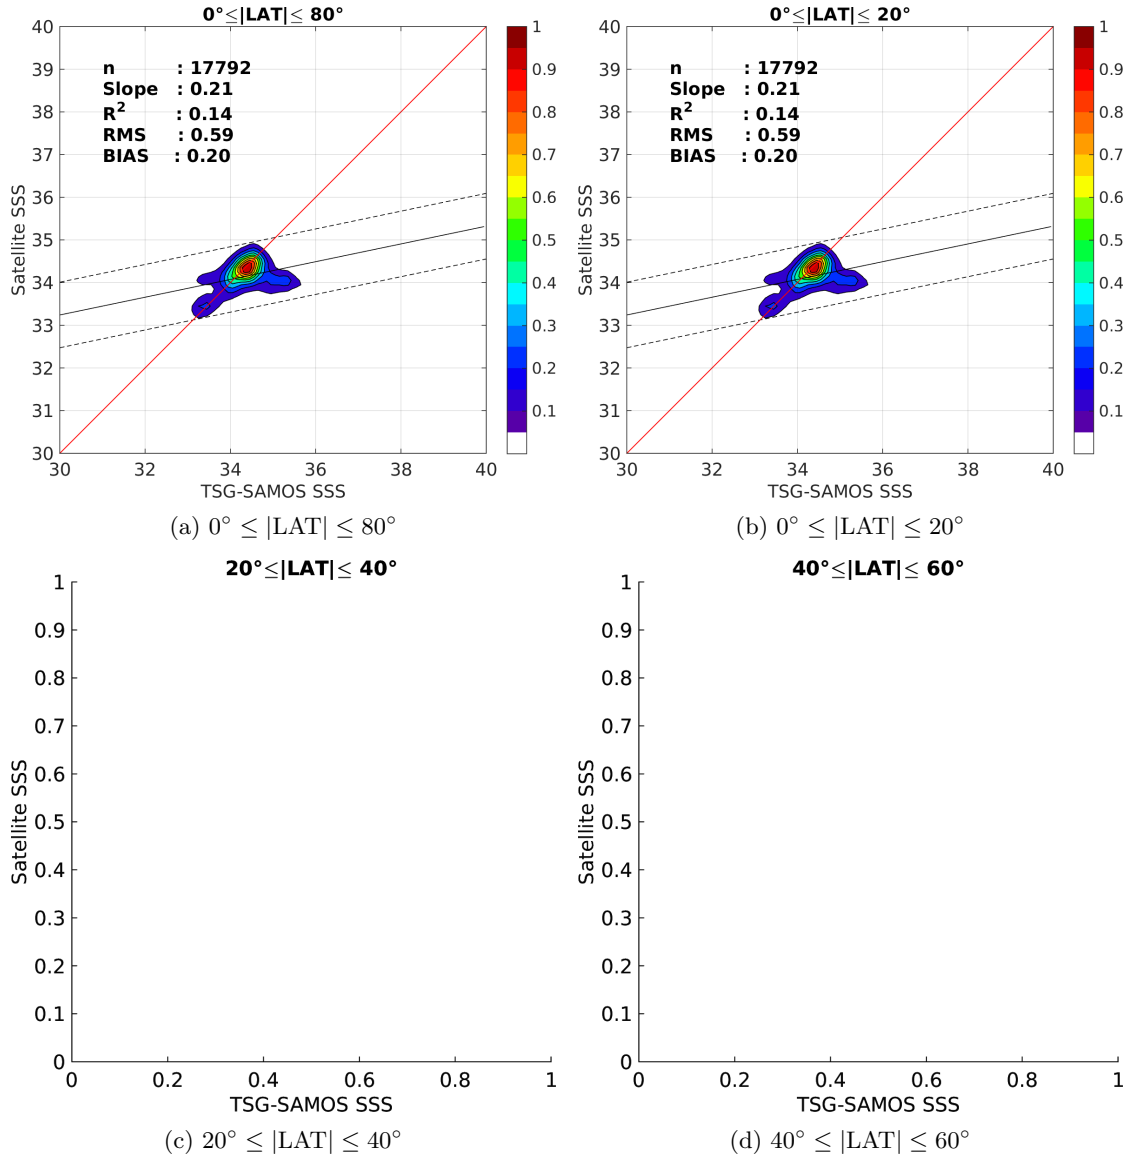 0°≤|LAT|≤ 80°
n : 17792
Slope : 0.21
R² : 0.14
RMS : 0.59
BIAS : 0.20
Satellite SSS
40
39
38
37
36
35
34
33
32
31
30
30 32 34 36 38 40
TSG-SAMOS SSS
1
0.9
0.8
0.7
0.6
0.5
0.4
0.3
0.2
0.1
(a) 0° ≤ |LAT| ≤ 80°
0°≤|LAT|≤ 20°
n : 17792
Slope : 0.21
R² : 0.14
RMS : 0.59
BIAS : 0.20
Satellite SSS
40
39
38
37
36
35
34
33
32
31
30
30 32 34 36 38 40
TSG-SAMOS SSS
1
0.9
0.8
0.7
0.6
0.5
0.4
0.3
0.2
0.1
(b) 0° ≤ |LAT| ≤ 20°
20°≤|LAT|≤ 40°
Satellite SSS
1
0.9
0.8
0.7
0.6
0.5
0.4
0.3
0.2
0.1
0
0 0.2 0.4 0.6 0.8 1
TSG-SAMOS SSS
(c) 20° ≤ |LAT| ≤ 40°
40°≤|LAT|≤ 60°
Satellite SSS
1
0.9
0.8
0.7
0.6
0.5
0.4
0.3
0.2
0.1
0
0 0.2 0.4 0.6 0.8 1
TSG-SAMOS SSS
(d) 40° ≤ |LAT| ≤ 60°